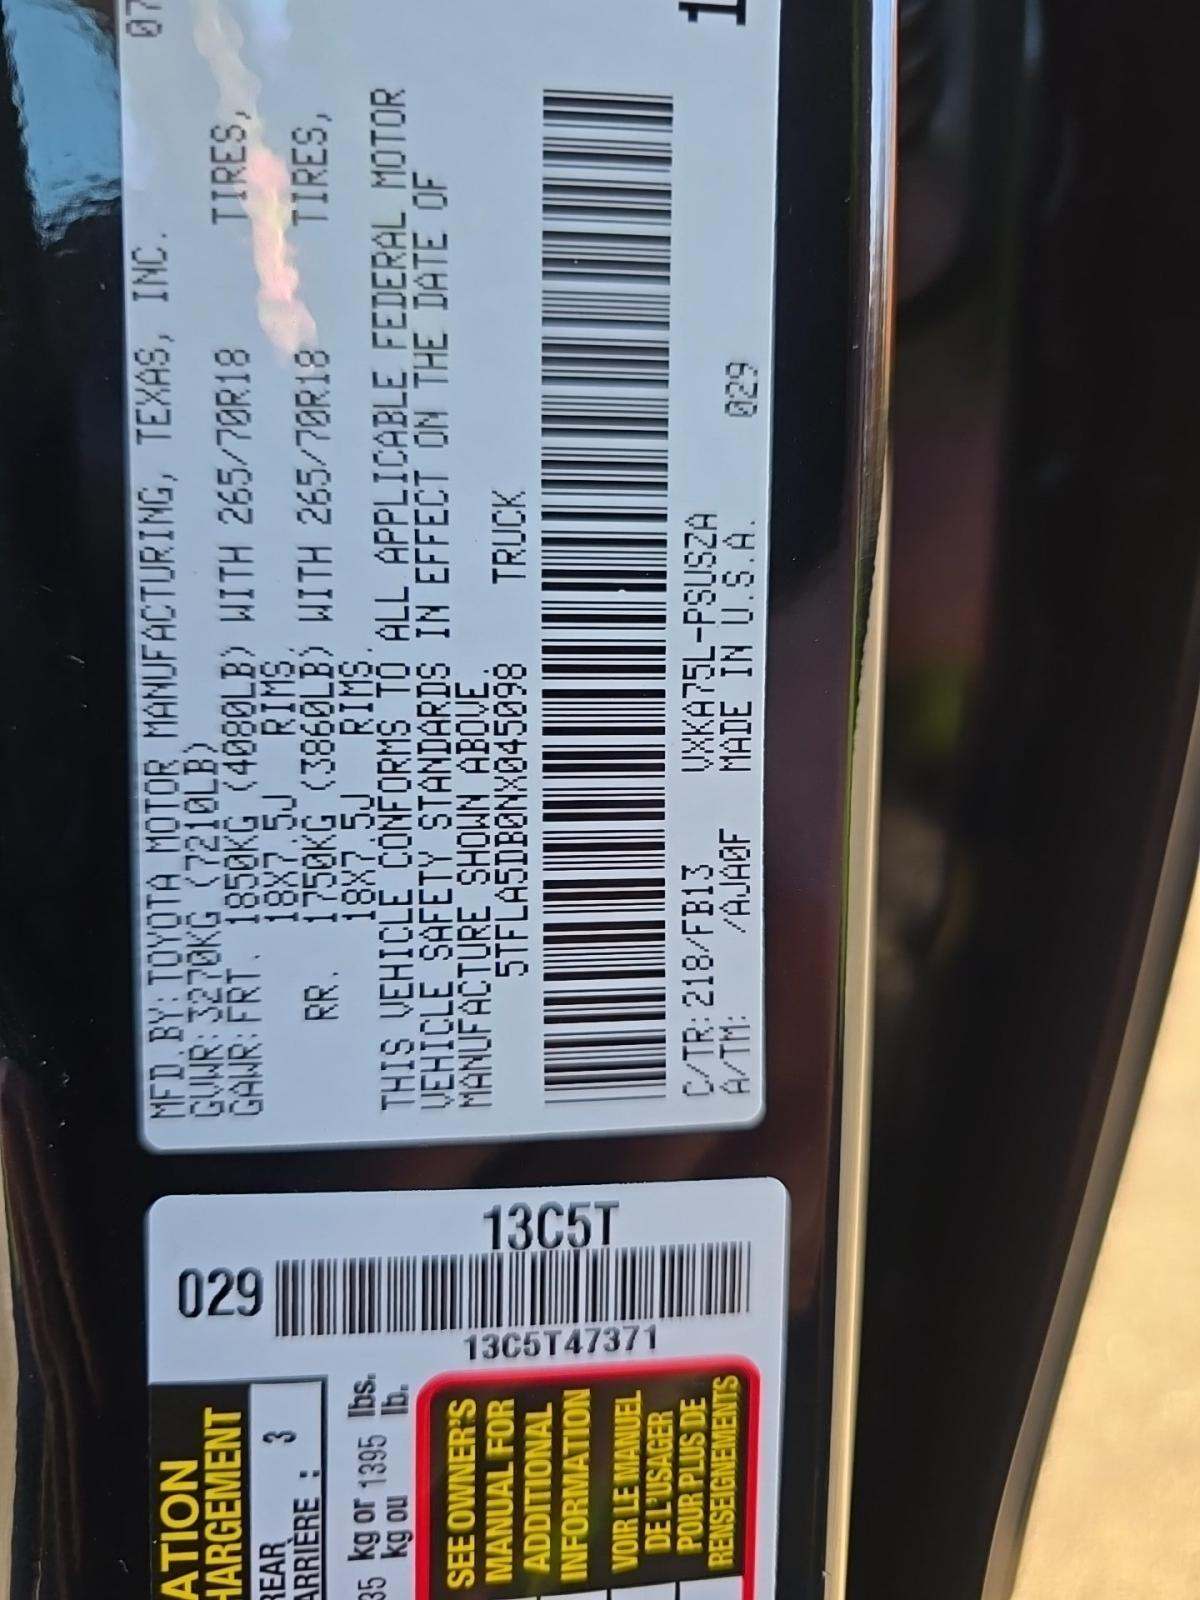 07
MFD.BY:TOYOTA MOTOR MANUFACTURING, TEXAS, INC.
GVWR:3270KG (7210LB)
GAWR:FRT. 1850KG (4080LB) WITH 265/70R18 TIRES,
18X7.5J RIMS,
RR. 1750KG (3860LB) WITH 265/70R18 TIRES,
18X7.5J RIMS,
THIS VEHICLE CONFORMS TO ALL APPLICABLE FEDERAL MOTOR
VEHICLE SAFETY STANDARDS IN EFFECT ON THE DATE OF
MANUFACTURE SHOWN ABOVE.
5TFLA5DB0NX045098 TRUCK
C/TR:218/FB13 UXKA75L-PSUSZA
A/TM: /AJA0F MADE IN U.S.A. 029
029
13C5T
13C5T47371
ATION
HARGEMENT
REAR
ARRIÈRE : 3
35 kg or 1395 lbs.
kg ou lb.
SEE OWNER'S
MANUAL FOR
ADDITIONAL
INFORMATION
VOIR LE MANUEL
DE L'USAGER
POUR PLUS DE
RENSEIGNEMENTS